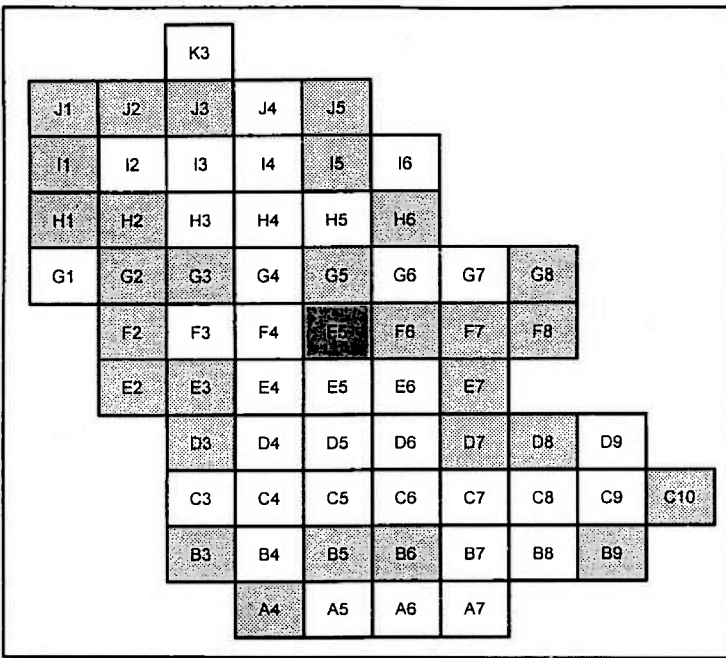 K3
J1 J2 J3 J4 J5
I1 I2 I3 I4 I5 I6
H1 H2 H3 H4 H5 H6
G1 G2 G3 G4 G5 G6 G7 G8
F2 F3 F4 F5 F6 F7 F8
E2 E3 E4 E5 E6 E7
D3 D4 D5 D6 D7 D8 D9
C3 C4 C5 C6 C7 C8 C9 C10
B3 B4 B5 B6 B7 B8 B9
A4 A5 A6 A7